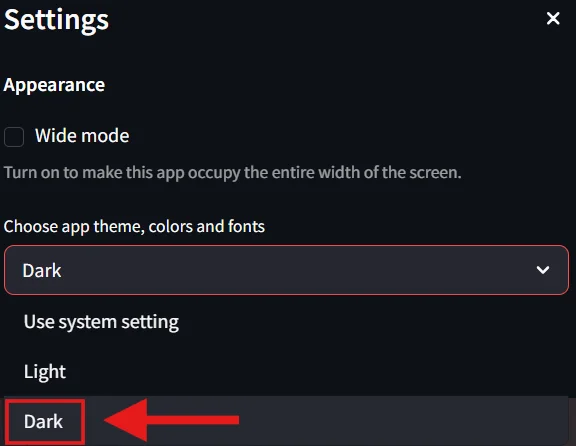 Settings
Appearance
Wide mode
Turn on to make this app occupy the entire width of the screen.
Choose app theme, colors and fonts
Dark
Use system setting
Light
Dark